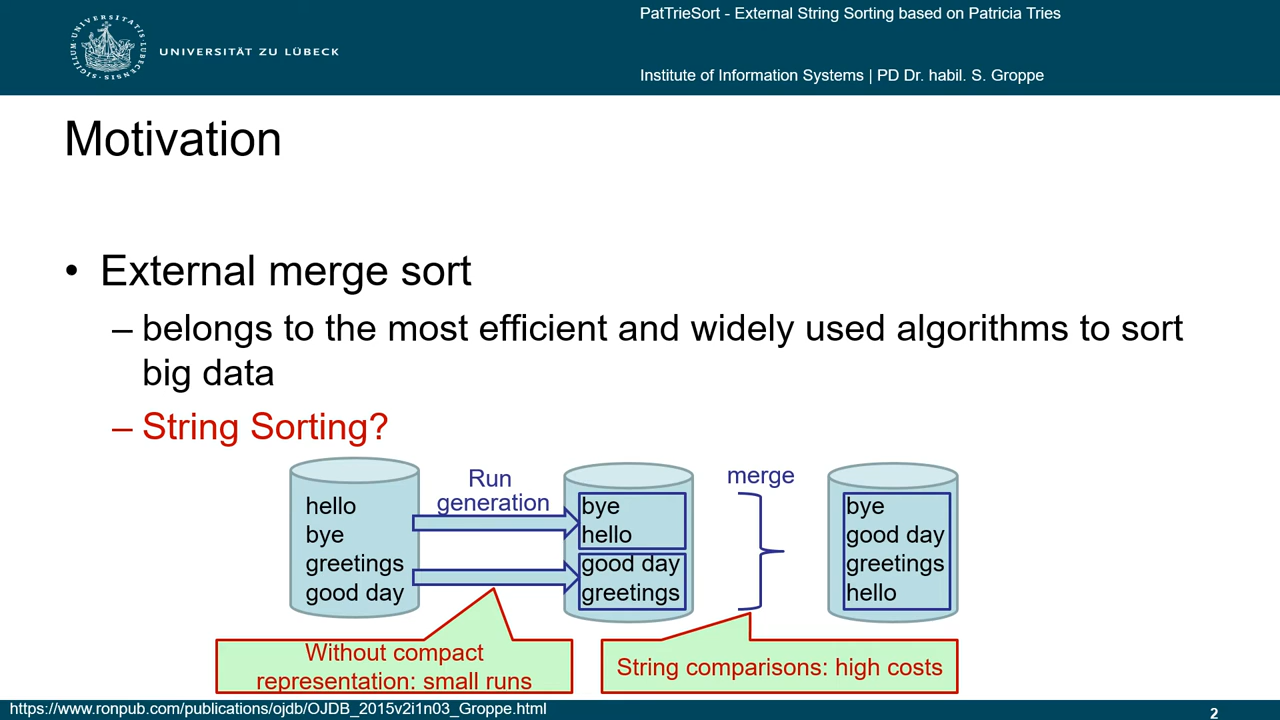 PatTrieSort - External String Sorting based on Patricia Tries
UNIVERSITÄT ZU LÜBECK
Institute of Information Systems | PD Dr. habil. S. Groppe
Motivation
• External merge sort
– belongs to the most efficient and widely used algorithms to sort
big data
– String Sorting?
hello
bye
greetings
good day
Run
generation
bye
hello
good day
greetings
merge
bye
good day
greetings
hello
Without compact
representation: small runs
String comparisons: high costs
https://www.ronpub.com/publications/ojdb/OJDB_2015v2i1n03_Groppe.html
2